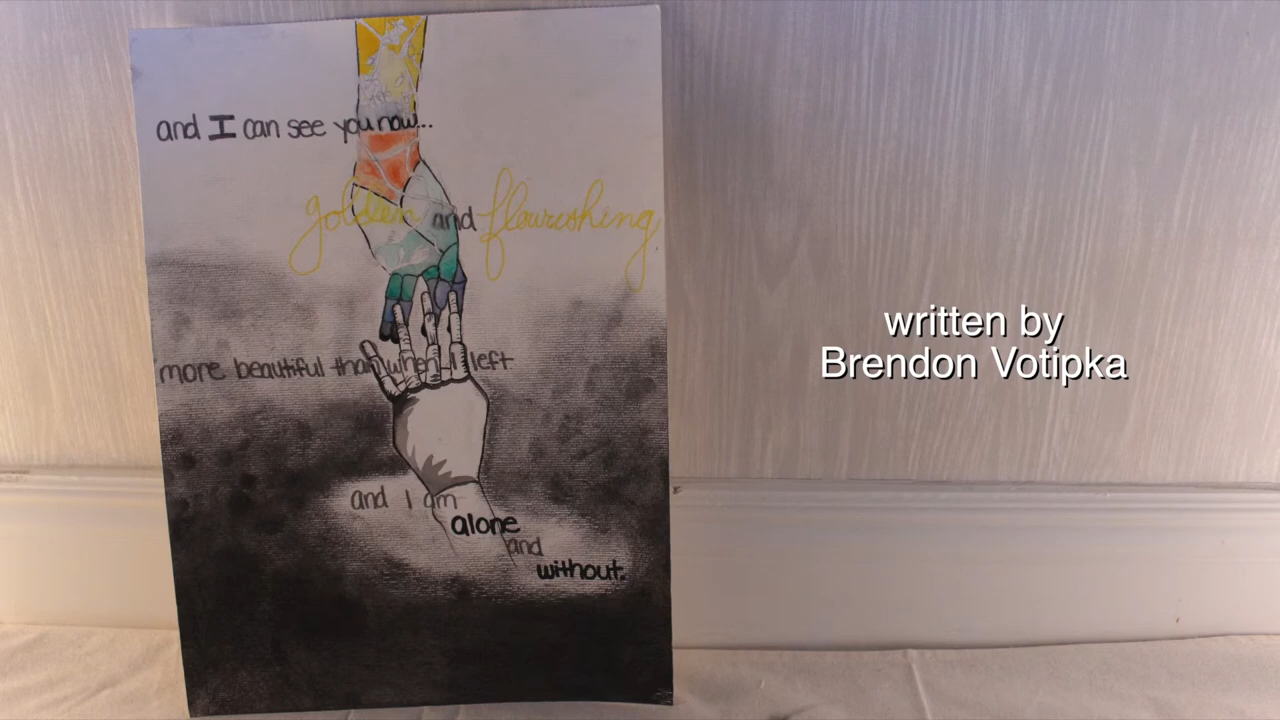 and I can see you now...
golden and flourishing
more beautiful than when I left
and I am
alone
and
without.
written by
Brendon Votipka